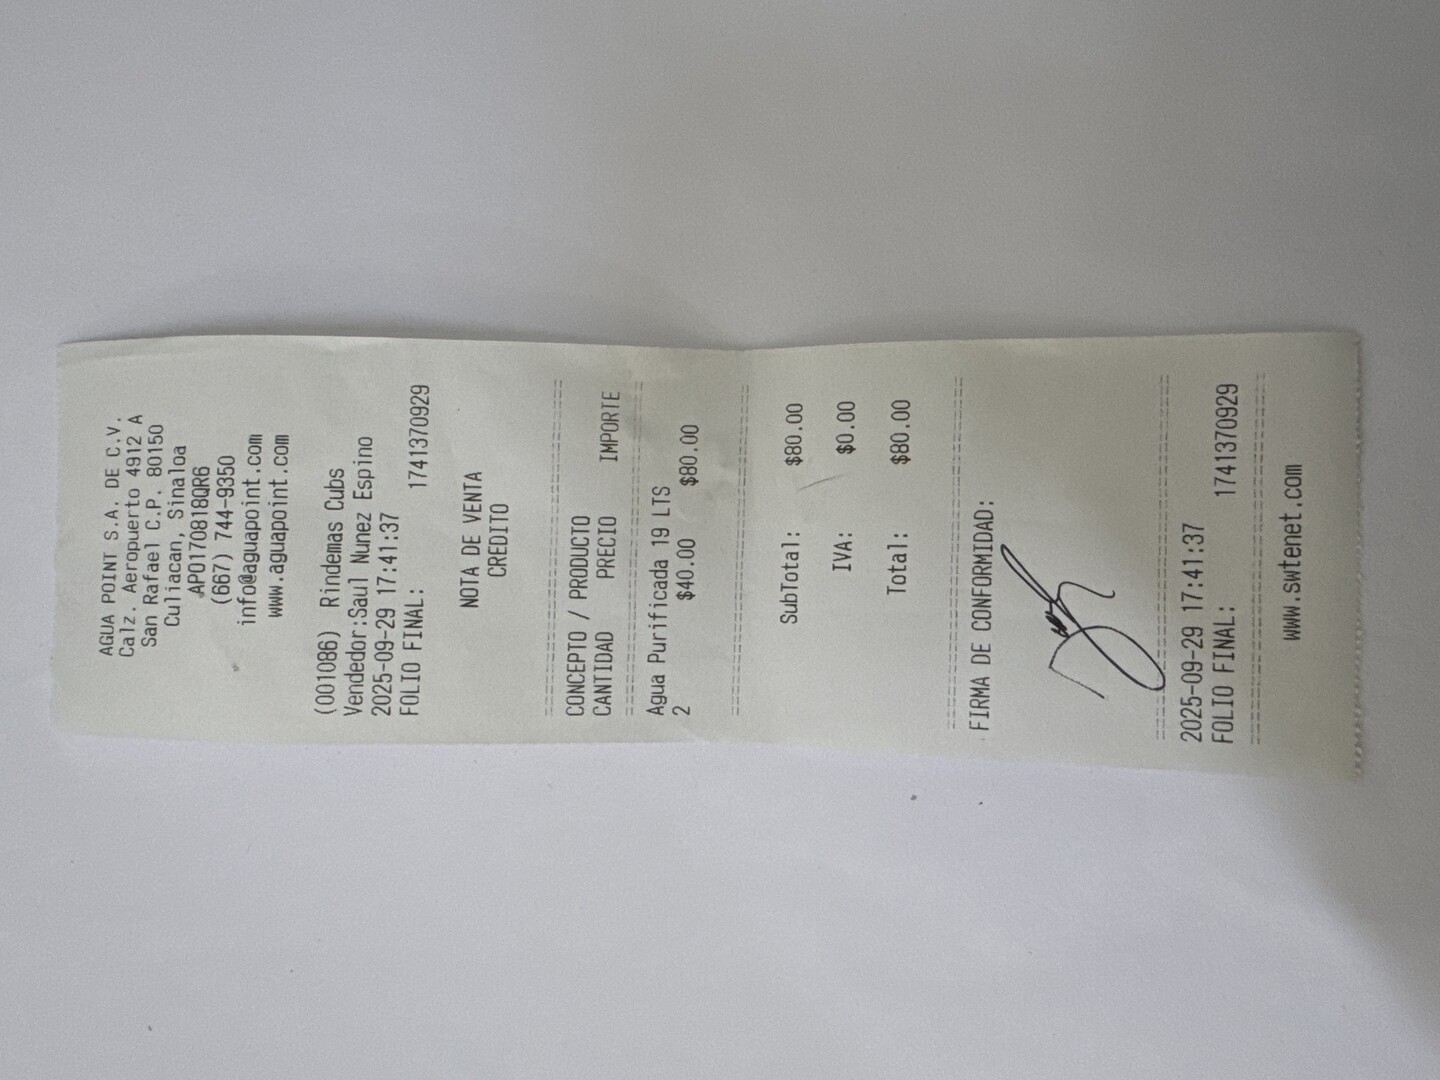 AGUA POINT S.A. DE C.V.
Calz. Aeropuerto 4912 A
San Rafael C.P. 80150
Culiacan, Sinaloa
APO170818QR6
(667) 744-9350
info@aguapoint.com
www.aguapoint.com
(001086) Rindemas Cubs
Vendedor:Saul Nunez Espino
2025-09-29 17:41:37
FOLIO FINAL: 1741370929
NOTA DE VENTA
CREDITO
CONCEPTO / PRODUCTO
CANTIDAD PRECIO IMPORTE
Agua Purificada 19 LTS
2 $40.00 $80.00
SubTotal: $80.00
IVA: $0.00
Total: $80.00
FIRMA DE CONFORMIDAD:
2025-09-29 17:41:37
FOLIO FINAL: 1741370929
www.swtenet.com